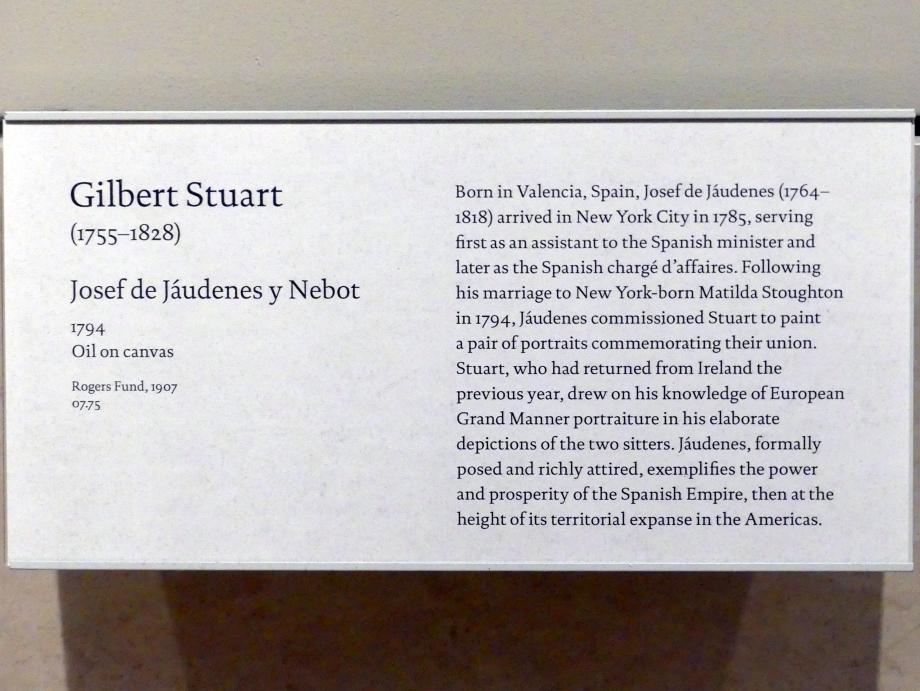 Gilbert Stuart
(1755–1828)
Josef de Jáudenes y Nebot
1794
Oil on canvas
Rogers Fund, 1907
07.75
Born in Valencia, Spain, Josef de Jáudenes (1764–
1818) arrived in New York City in 1785, serving
first as an assistant to the Spanish minister and
later as the Spanish chargé d’affaires. Following
his marriage to New York-born Matilda Stoughton
in 1794, Jáudenes commissioned Stuart to paint
a pair of portraits commemorating their union.
Stuart, who had returned from Ireland the
previous year, drew on his knowledge of European
Grand Manner portraiture in his elaborate
depictions of the two sitters. Jáudenes, formally
posed and richly attired, exemplifies the power
and prosperity of the Spanish Empire, then at the
height of its territorial expanse in the Americas.